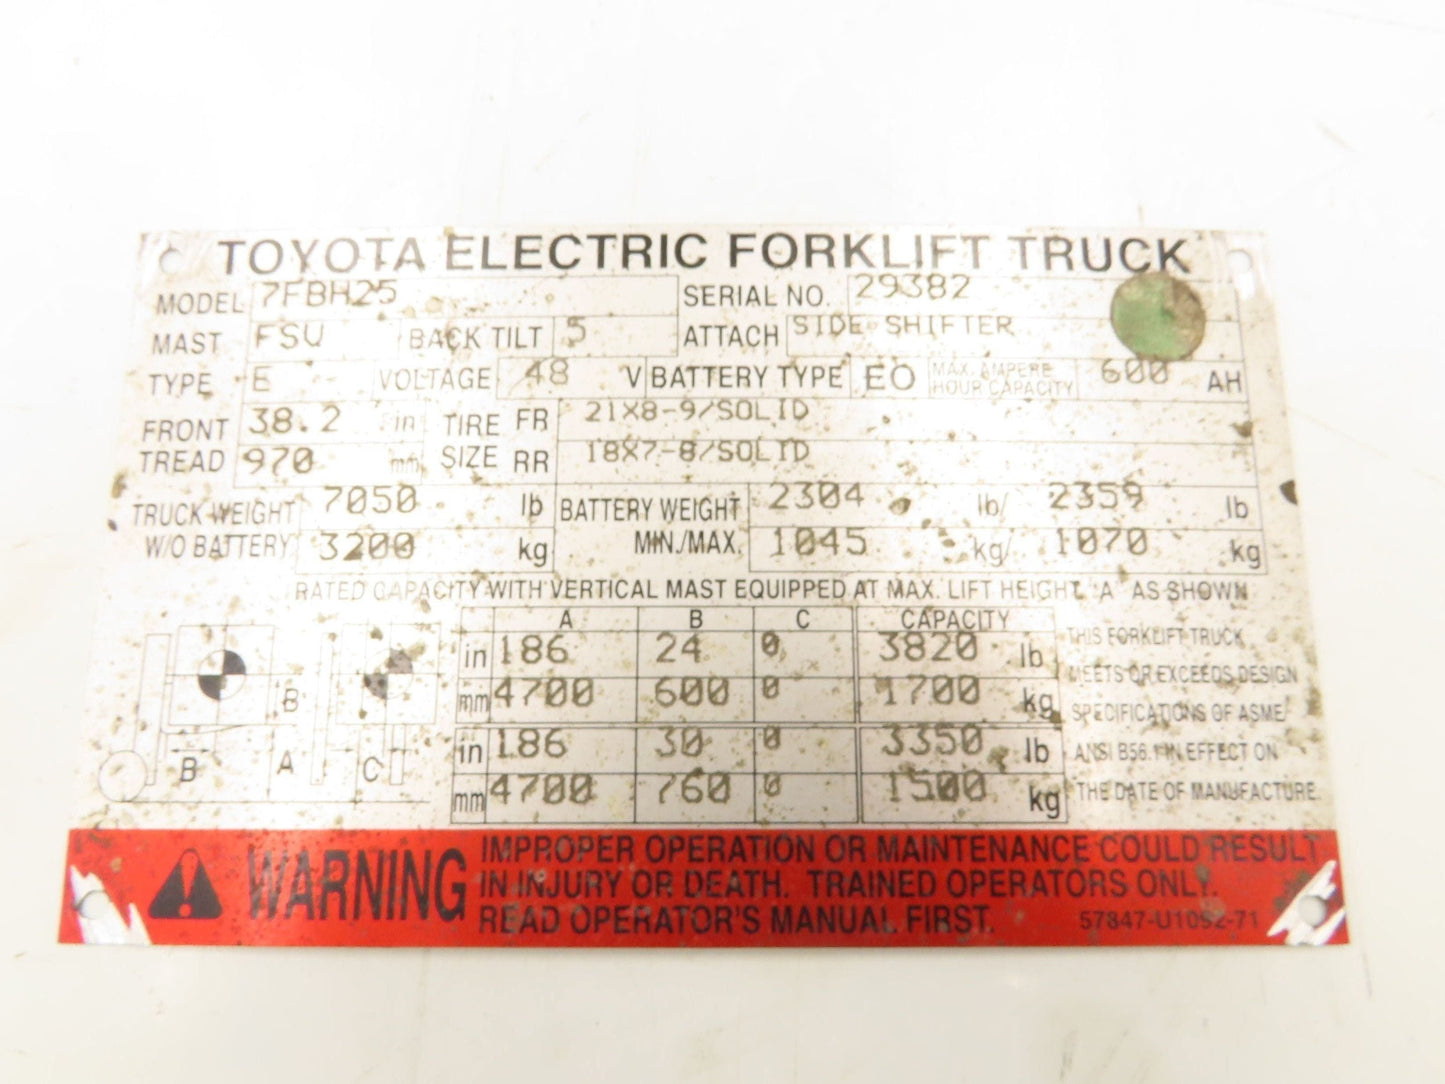 TOYOTA ELECTRIC FORKLIFT TRUCK
MODEL 7FBH25 SERIAL NO. 29382
MAST FSV BACK TILT 5 ATTACH SIDE SHIFTER
TYPE E VOLTAGE 48 V BATTERY TYPE EO MAX. AMPERE HOUR CAPACITY 600 AH
FRONT TREAD 38.2 in TIRE SIZE FR 21X8-9/SOLID
970 mm RR 18X7-8/SOLID
TRUCK WEIGHT W/O BATTERY 7050 lb BATTERY WEIGHT MIN./MAX. 2304 lb/ 2359 lb
3200 kg 1045 kg/ 1070 kg
RATED CAPACITY WITH VERTICAL MAST EQUIPPED AT MAX. LIFT HEIGHT "A" AS SHOWN
A B C CAPACITY
in 186 24 0 3820 lb
mm 4700 600 0 1700 kg
in 186 30 0 3350 lb
mm 4700 760 0 1500 kg
B
B A C
THIS FORKLIFT TRUCK
MEETS OR EXCEEDS DESIGN
SPECIFICATIONS OF ASME/
ANSI B56.1 IN EFFECT ON
THE DATE OF MANUFACTURE.
WARNING
IMPROPER OPERATION OR MAINTENANCE COULD RESULT
IN INJURY OR DEATH. TRAINED OPERATORS ONLY.
READ OPERATOR'S MANUAL FIRST. 57847-U1092-71